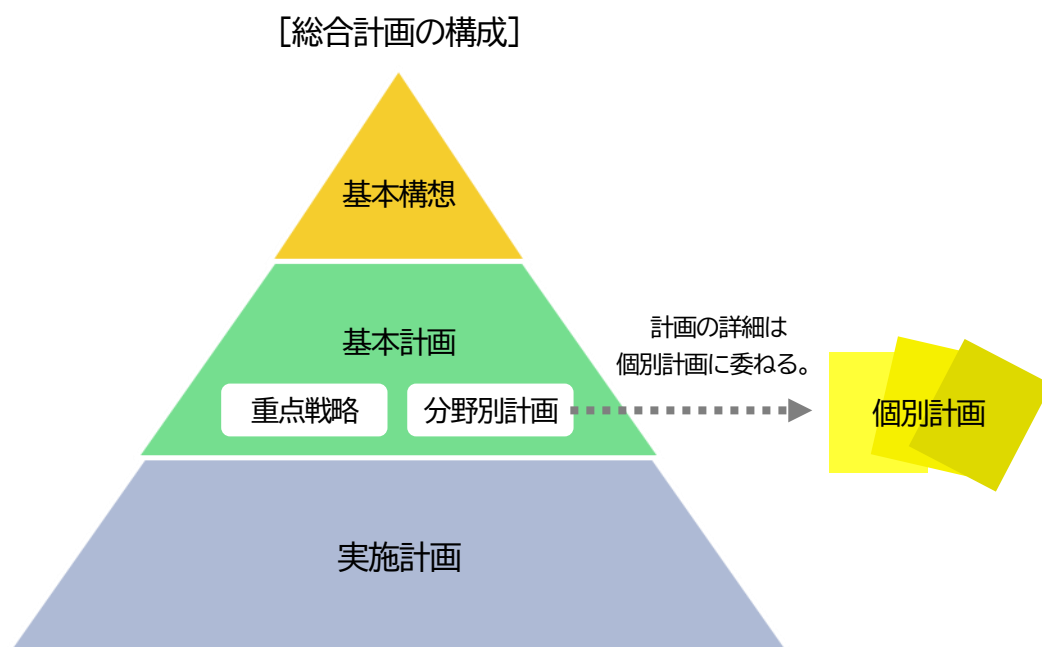 ［総合計画の構成］
基本構想
基本計画
重点戦略
分野別計画
計画の詳細は
個別計画に委ねる。
個別計画
実施計画